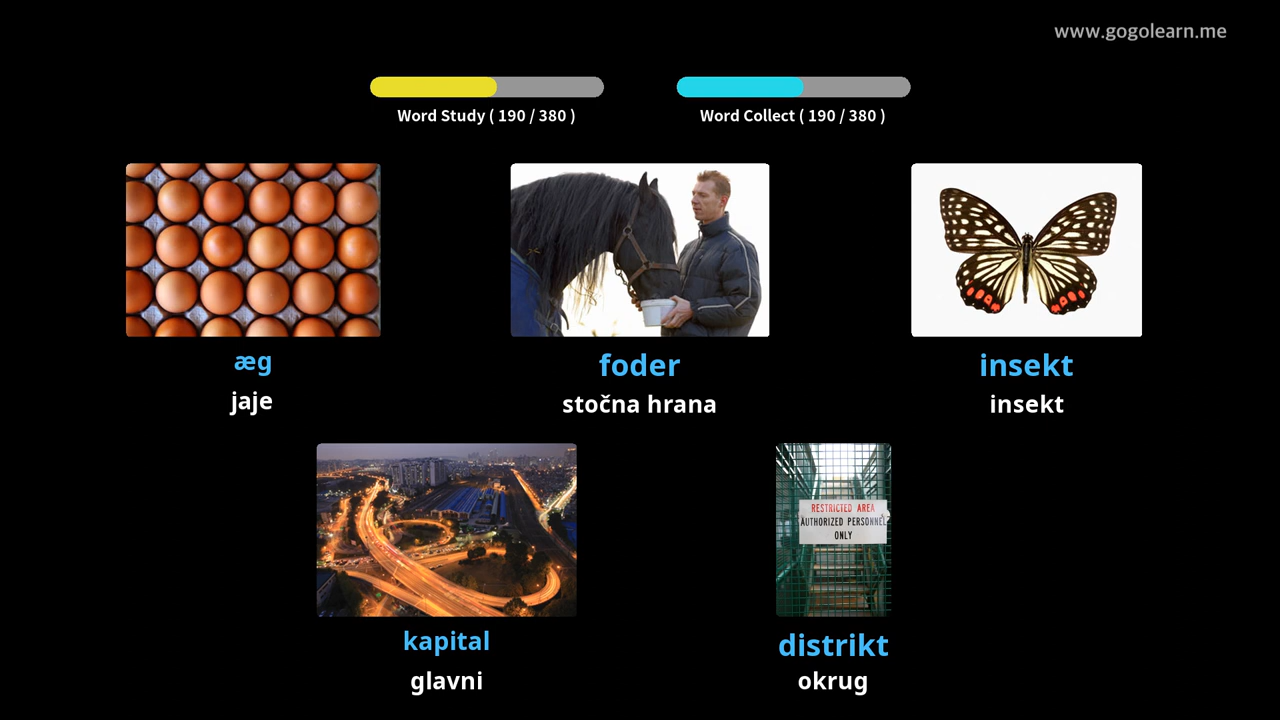 www.gogolearn.me
Word Study ( 190 / 380 )
Word Collect ( 190 / 380 )
æg
jaje
foder
stočna hrana
insekt
insekt
RESTRICTED AREA
AUTHORIZED PERSONNEL
ONLY
kapital
glavni
distrikt
okrug